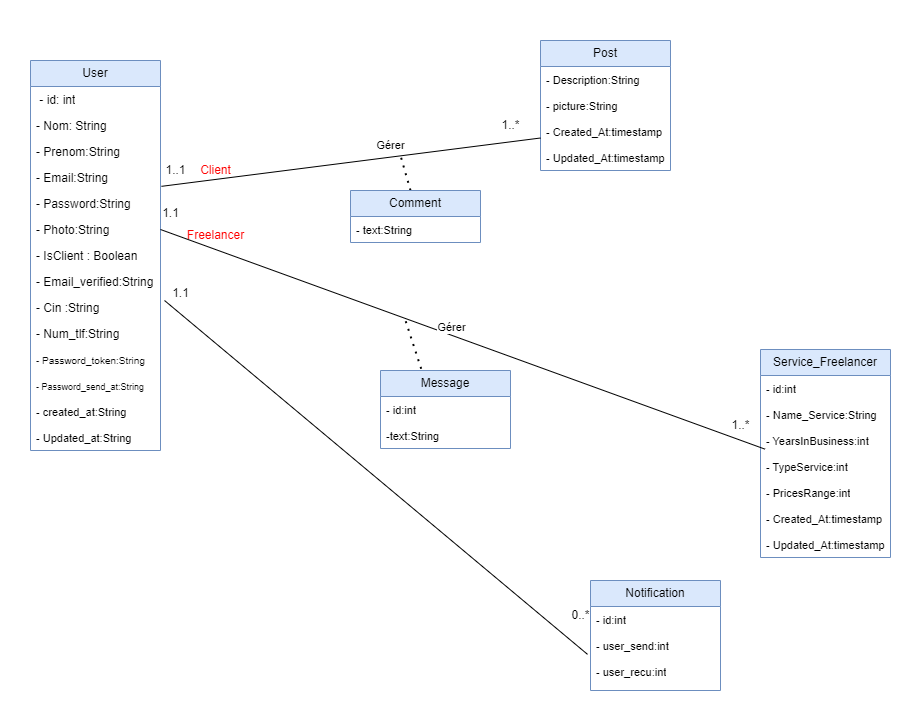 User
- id: int
- Nom: String
- Prenom:String
- Email:String
- Password:String
- Photo:String
- IsClient : Boolean
- Email_verified:String
- Cin :String
- Num_tlf:String
- Password_token:String
- Password_send_at:String
- created_at:String
- Updated_at:String
1..1
Client
Gérer
1..*
Post
- Description:String
- picture:String
- Created_At:timestamp
- Updated_At:timestamp
Comment
- text:String
1.1
Freelancer
Gérer
1..*
Message
- id:int
-text:String
Service_Freelancer
- id:int
- Name_Service:String
- YearsInBusiness:int
- TypeService:int
- PricesRange:int
- Created_At:timestamp
- Updated_At:timestamp
1.1
0..*
Notification
- id:int
- user_send:int
- user_recu:int